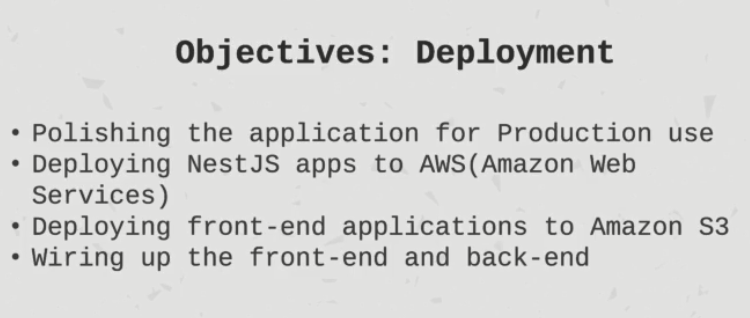 Objectives: Deployment
• Polishing the application for Production use
• Deploying NestJS apps to AWS(Amazon Web
Services)
• Deploying front-end applications to Amazon S3
• Wiring up the front-end and back-end